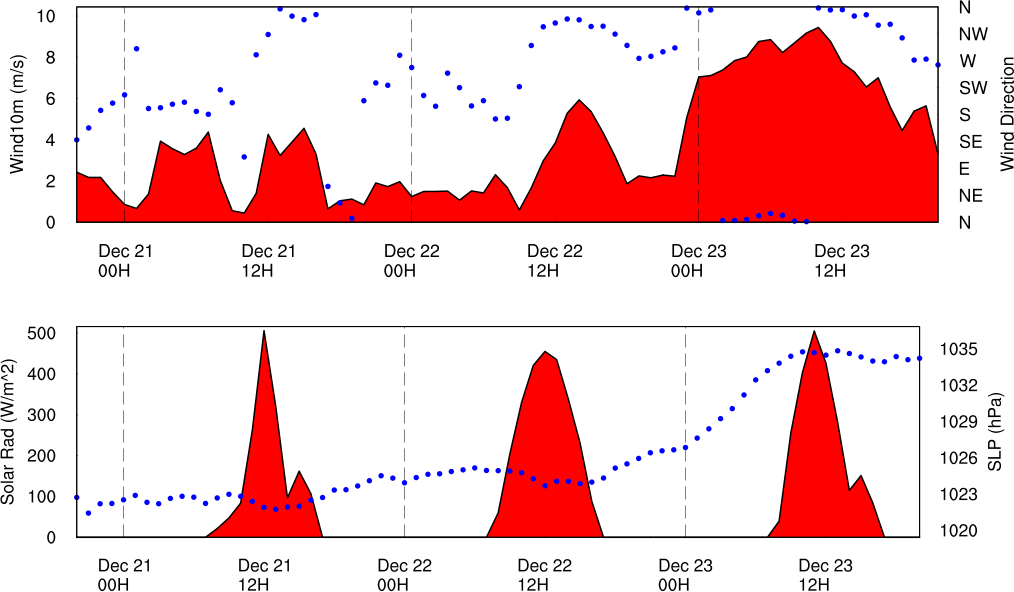 10
8
6
4
2
0
Wind10m (m/s)
N
NW
W
SW
S
SE
E
NE
N
Wind Direction
Dec 21 Dec 21 Dec 22 Dec 22 Dec 23 Dec 23
00H 12H 00H 12H 00H 12H
500
400
300
200
100
0
Solar Rad (W/m^2)
1035
1032
1029
1026
1023
1020
SLP (hPa)
Dec 21 Dec 21 Dec 22 Dec 22 Dec 23 Dec 23
00H 12H 00H 12H 00H 12H